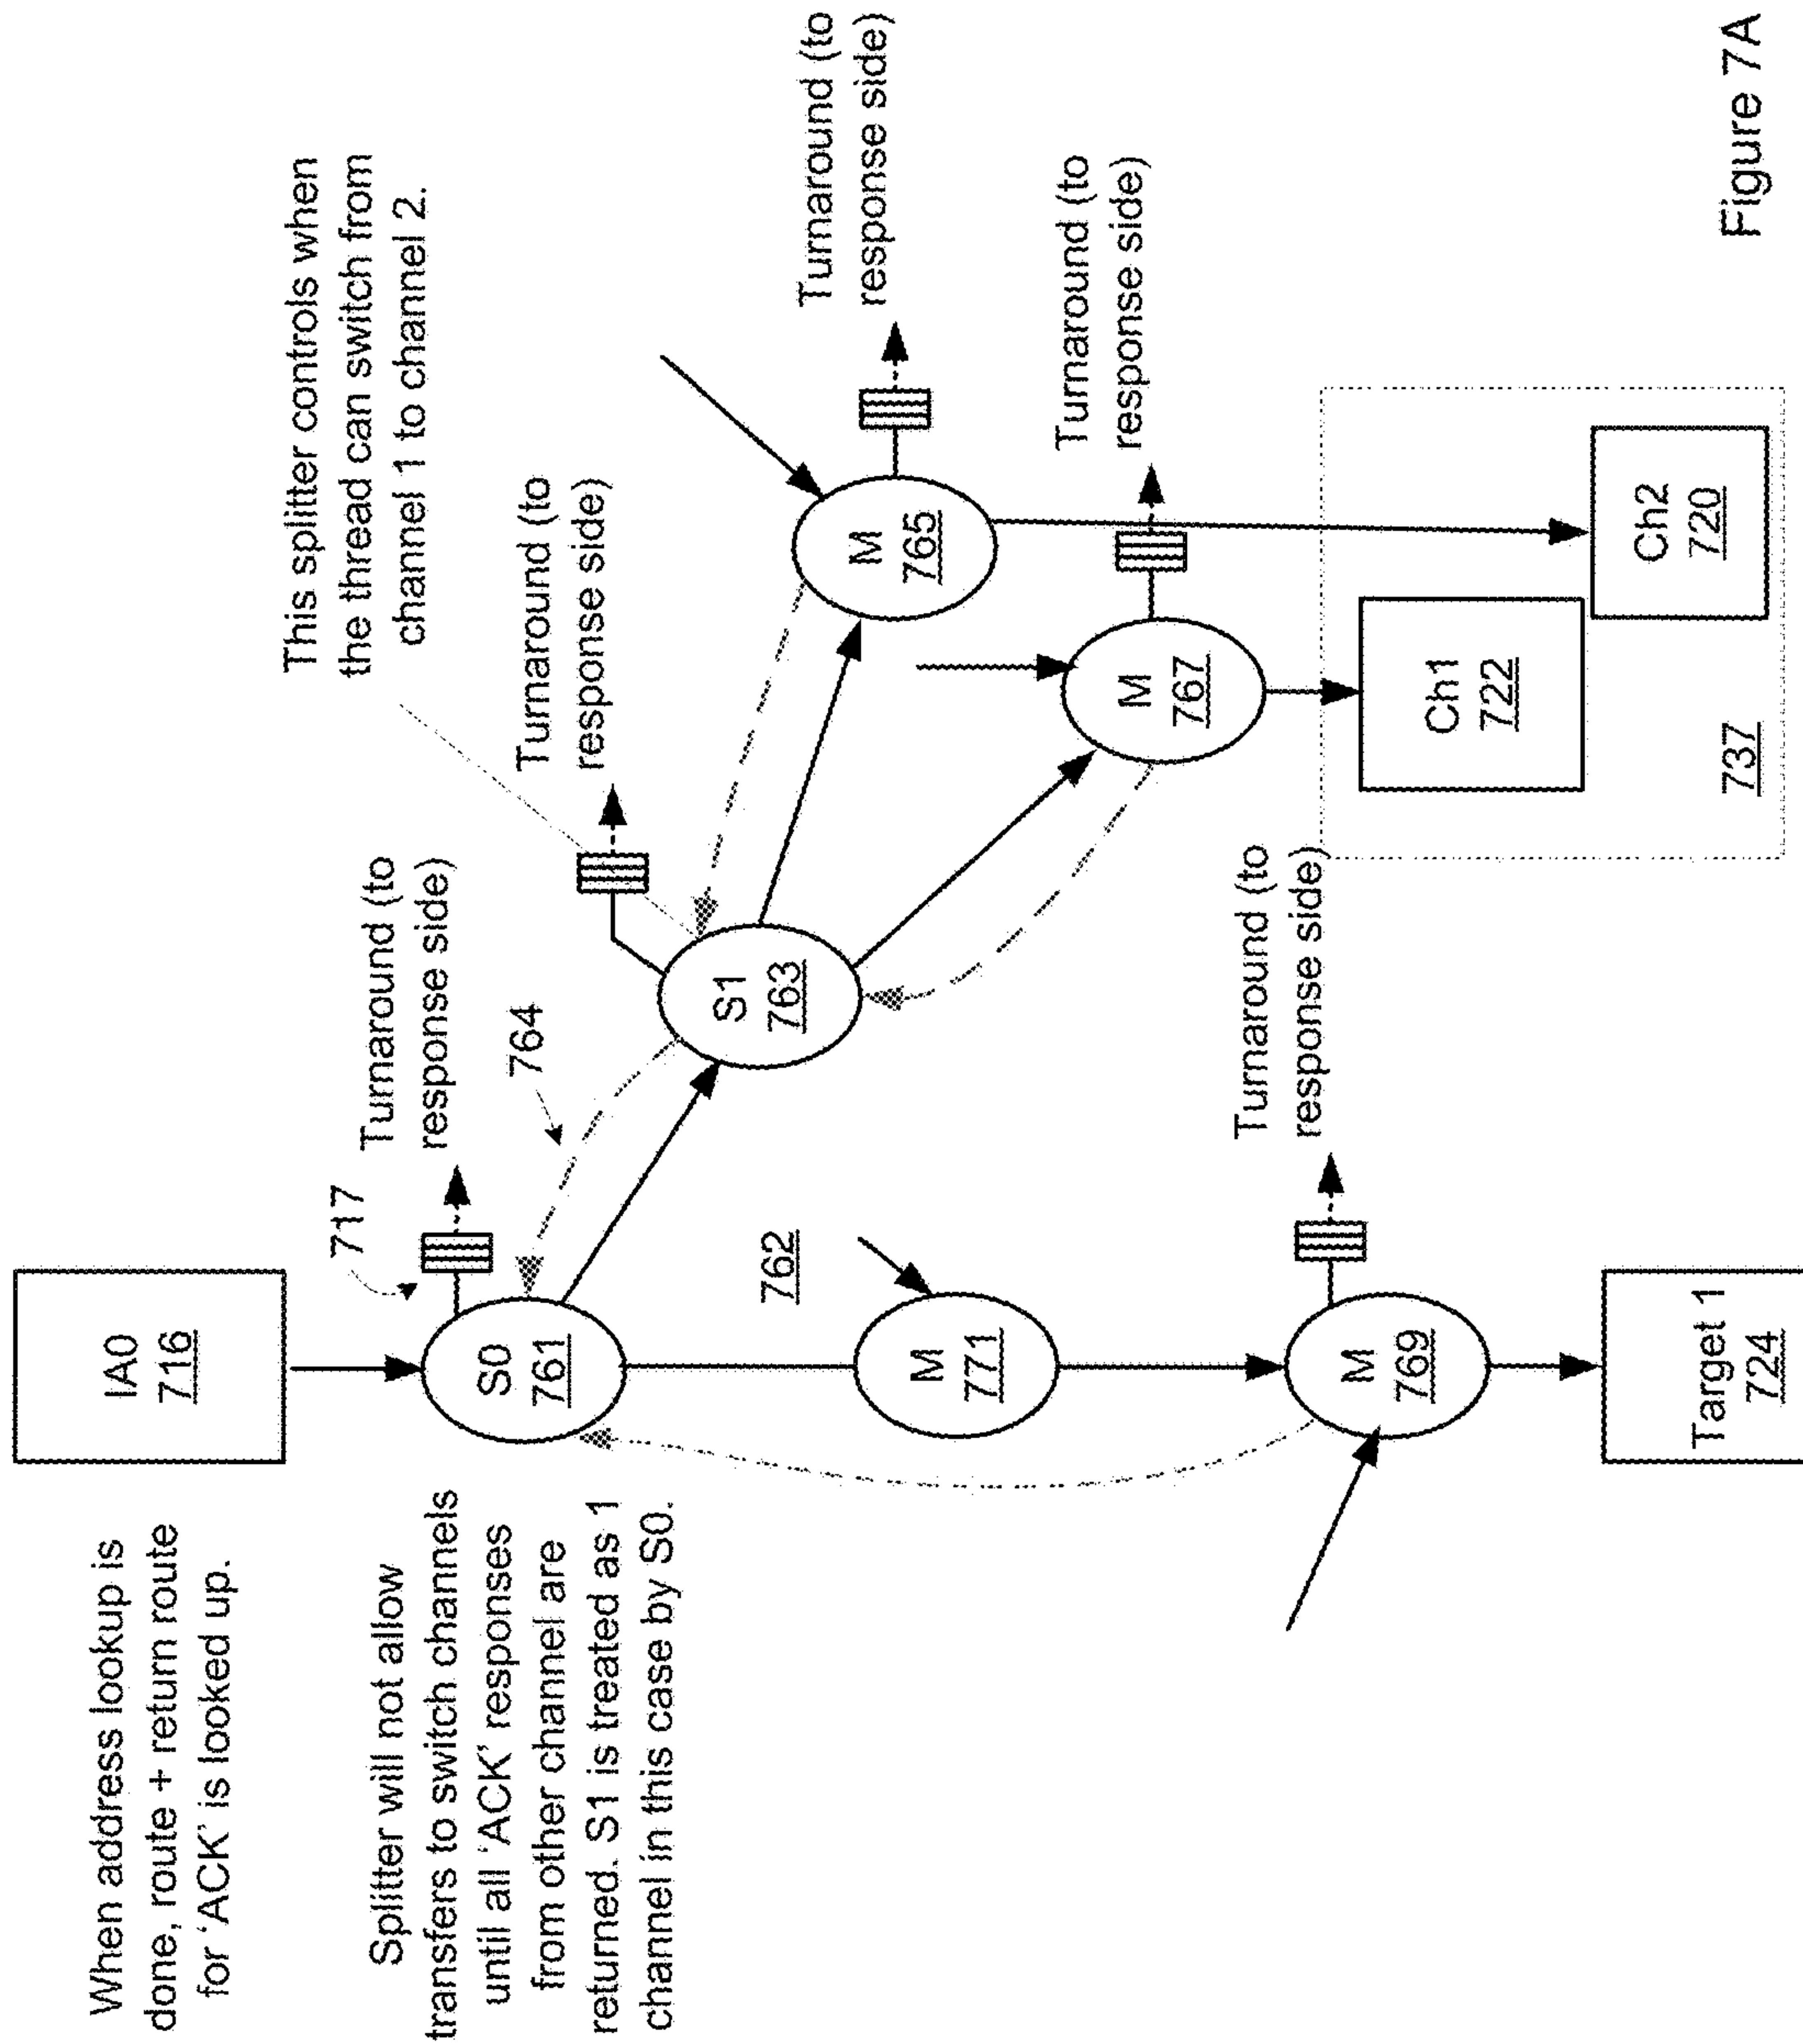 When address lookup is
done, route + return route
for 'ACK' is looked up.
Splitter will not allow
transfers to switch channels
until all 'ACK' responses
from other channel are
returned. S1 is treated as 1
channel in this case by S0.
IA0
716
717
Turnaround (to
response side)
S0
761
764
762
M
771
M
769
Turnaround (to
response side)
Target 1
724
This splitter controls when
the thread can switch from
channel 1 to channel 2.
Turnaround (to
response side)
S1
763
Turnaround (to
response side)
M
765
Turnaround (to
response side)
M
767
Ch1
722
Ch2
720
737
Figure 7A